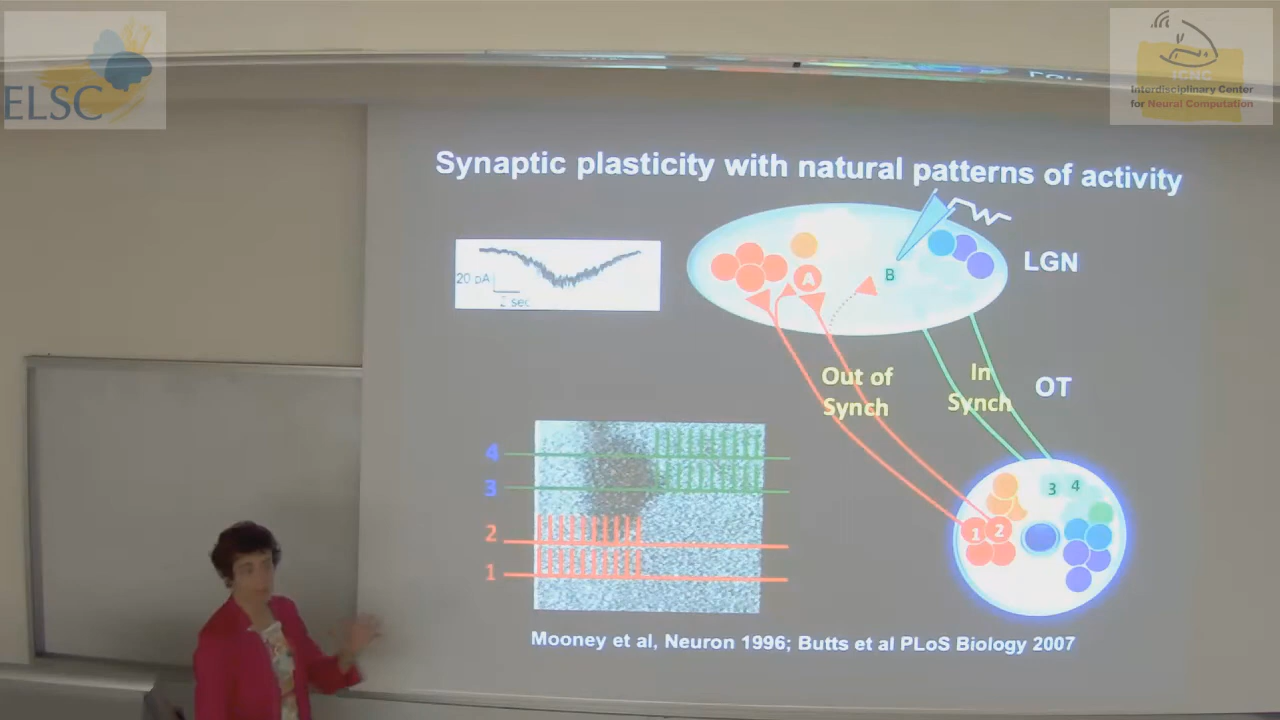 ELSC
ICNC
Interdisciplinary Center
for Neural Computation
Synaptic plasticity with natural patterns of activity
20 pA
2 sec
A
B
LGN
Out of
Synch
In
Synch
OT
4
3
2
1
3 4
1 2
Mooney et al, Neuron 1996; Butts et al PLoS Biology 2007